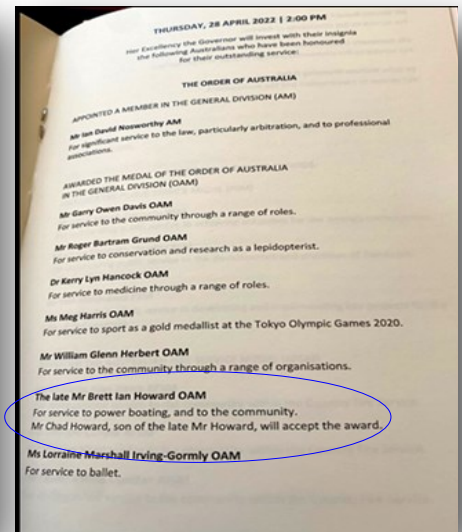 THURSDAY, 28 APRIL 2022 | 2:00 PM
Her Excellency the Governor will invest with their insignia
the following Australians who have been honoured
for their outstanding service:
THE ORDER OF AUSTRALIA
APPOINTED A MEMBER IN THE GENERAL DIVISION (AM)
Mr Ian David Nosworthy AM
For significant service to the law, particularly arbitration, and to professional
associations.
AWARDED THE MEDAL OF THE ORDER OF AUSTRALIA
IN THE GENERAL DIVISION (OAM)
Mr Garry Owen Davis OAM
For service to the community through a range of roles.
Mr Roger Bartram Grund OAM
For service to conservation and research as a lepidopterist.
Dr Kerry Lyn Hancock OAM
For service to medicine through a range of roles.
Ms Meg Harris OAM
For service to sport as a gold medallist at the Tokyo Olympic Games 2020.
Mr William Glenn Herbert OAM
For service to the community through a range of organisations.
The late Mr Brett Ian Howard OAM
For service to power boating, and to the community.
Mr Chad Howard, son of the late Mr Howard, will accept the award.
Ms Lorraine Marshall Irving-Gormly OAM
For service to ballet.